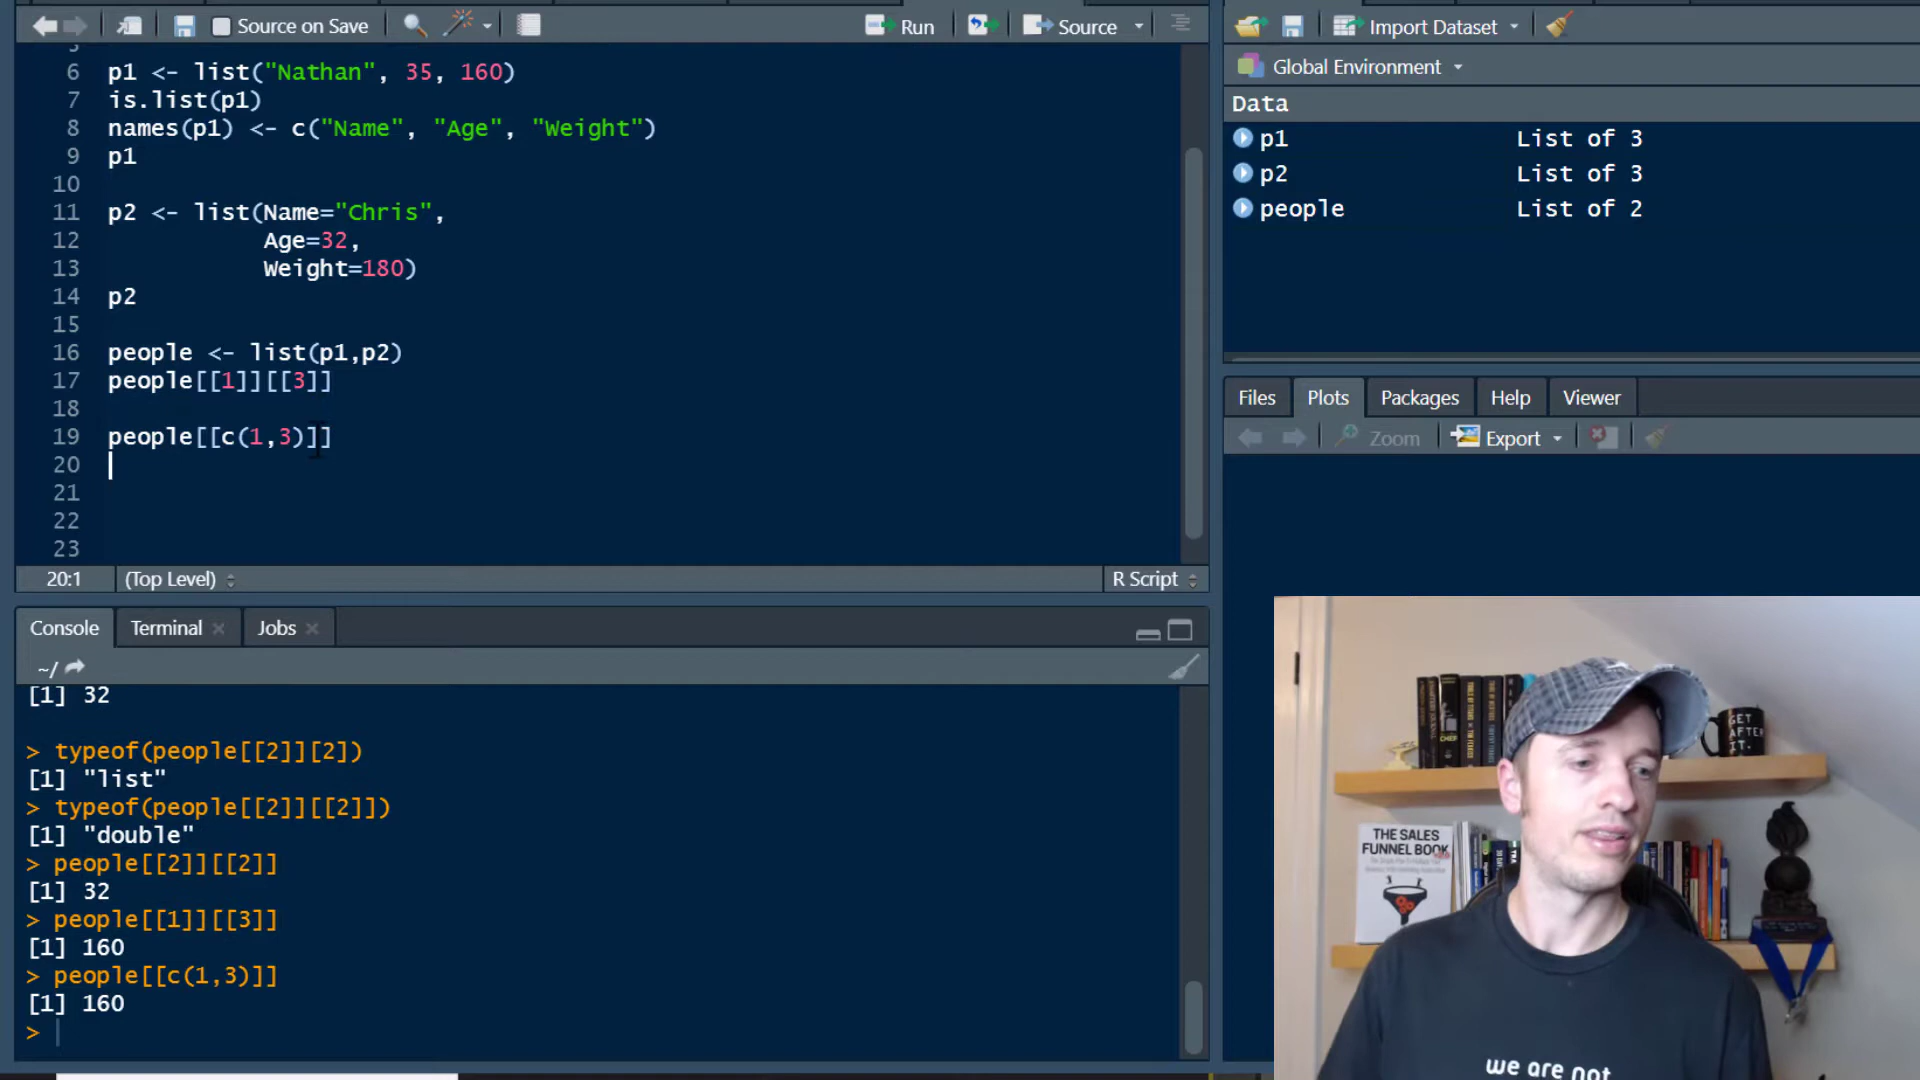 Source on Save
Run
Source
5
6 p1 <- list("Nathan", 35, 160)
7 is.list(p1)
8 names(p1) <- c("Name", "Age", "Weight")
9 p1
10
11 p2 <- list(Name="Chris",
12 Age=32,
13 Weight=180)
14 p2
15
16 people <- list(p1,p2)
17 people[[1]][[3]]
18
19 people[[c(1,3)]]
20
21
22
23
20:1 (Top Level) R Script
Console Terminal Jobs
~/
[1] 32
> typeof(people[[2]][2])
[1] "list"
> typeof(people[[2]][[2]])
[1] "double"
> people[[2]][[2]]
[1] 32
> people[[1]][[3]]
[1] 160
> people[[c(1,3)]]
[1] 160
>
Import Dataset
Global Environment
Data
p1 List of 3
p2 List of 3
people List of 2
Files Plots Packages Help Viewer
Zoom Export
GET
AFTER
IT.
THE SALES
FUNNEL BOOK
we are not